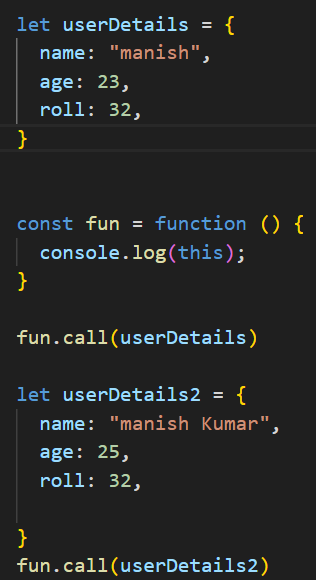 let userDetails = {
  name: "manish",
  age: 23,
  roll: 32,
}
const fun = function () {
  console.log(this);
}
fun.call(userDetails)
let userDetails2 = {
  name: "manish Kumar",
  age: 25,
  roll: 32,
}
fun.call(userDetails2)